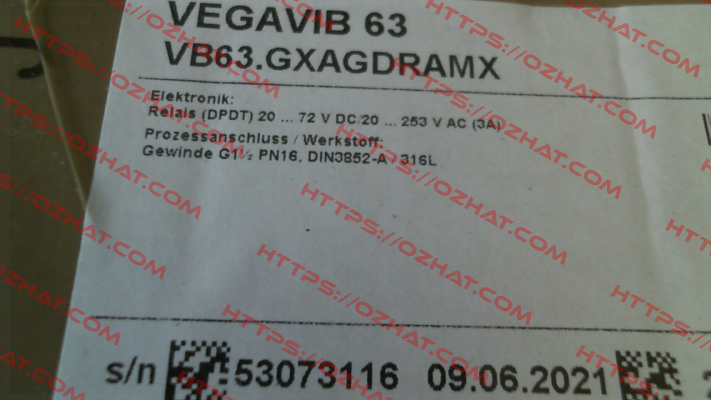 VEGAVIB 63
VB63.GXAGDRAMX
Elektronik:
Relais (DPDT) 20 ... 72 V DC/20 ... 253 V AC (3A)
Prozessanschluss / Werkstoff:
Gewinde G1½ PN16, DIN3852-A / 316L
s/n 53073116 09.06.2021
HTTPS://OZHAT.COM